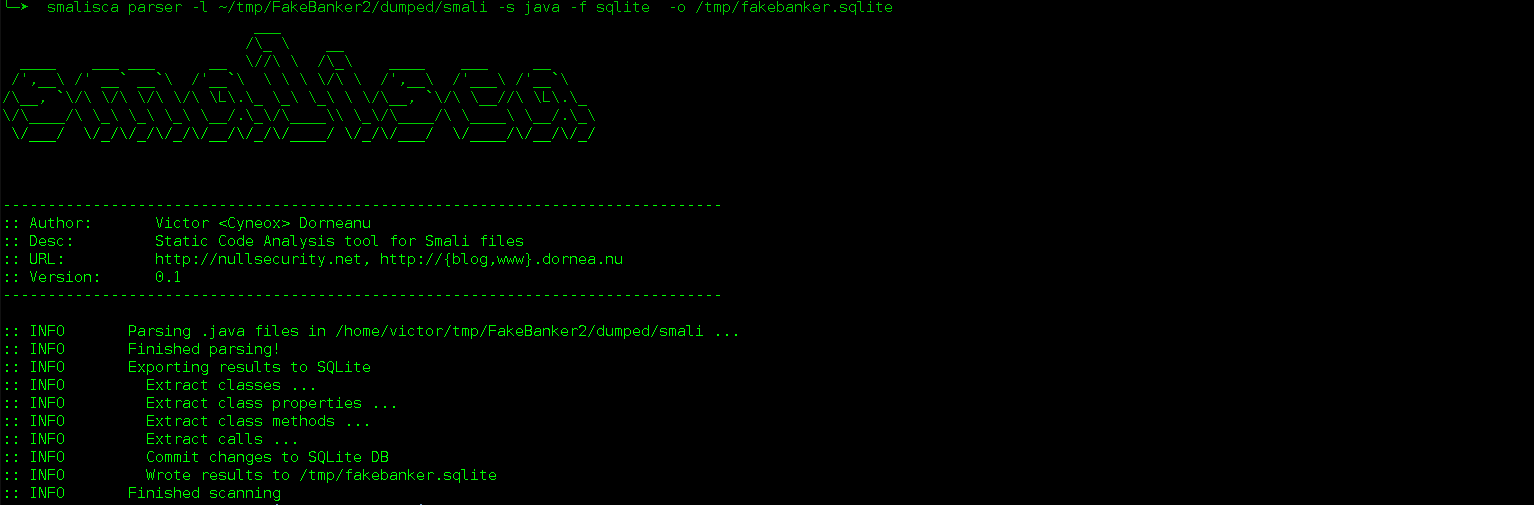 └─➤ smalisca parser -l ~/tmp/FakeBanker2/dumped/smali -s java -f sqlite  -o /tmp/fakebanker.sqlite
smalisca
--------------------------------------------------------------------------------
:: Author:       Victor <Cyneox> Dorneanu
:: Desc:         Static Code Analysis tool for Smali files
:: URL:          http://nullsecurity.net, http://{blog,www}.dornea.nu
:: Version:      0.1
--------------------------------------------------------------------------------
:: INFO       Parsing .java files in /home/victor/tmp/FakeBanker2/dumped/smali ...
:: INFO       Finished parsing!
:: INFO       Exporting results to SQLite
:: INFO         Extract classes ...
:: INFO         Extract class properties ...
:: INFO         Extract class methods ...
:: INFO         Extract calls ...
:: INFO         Commit changes to SQLite DB
:: INFO         Wrote results to /tmp/fakebanker.sqlite
:: INFO       Finished scanning